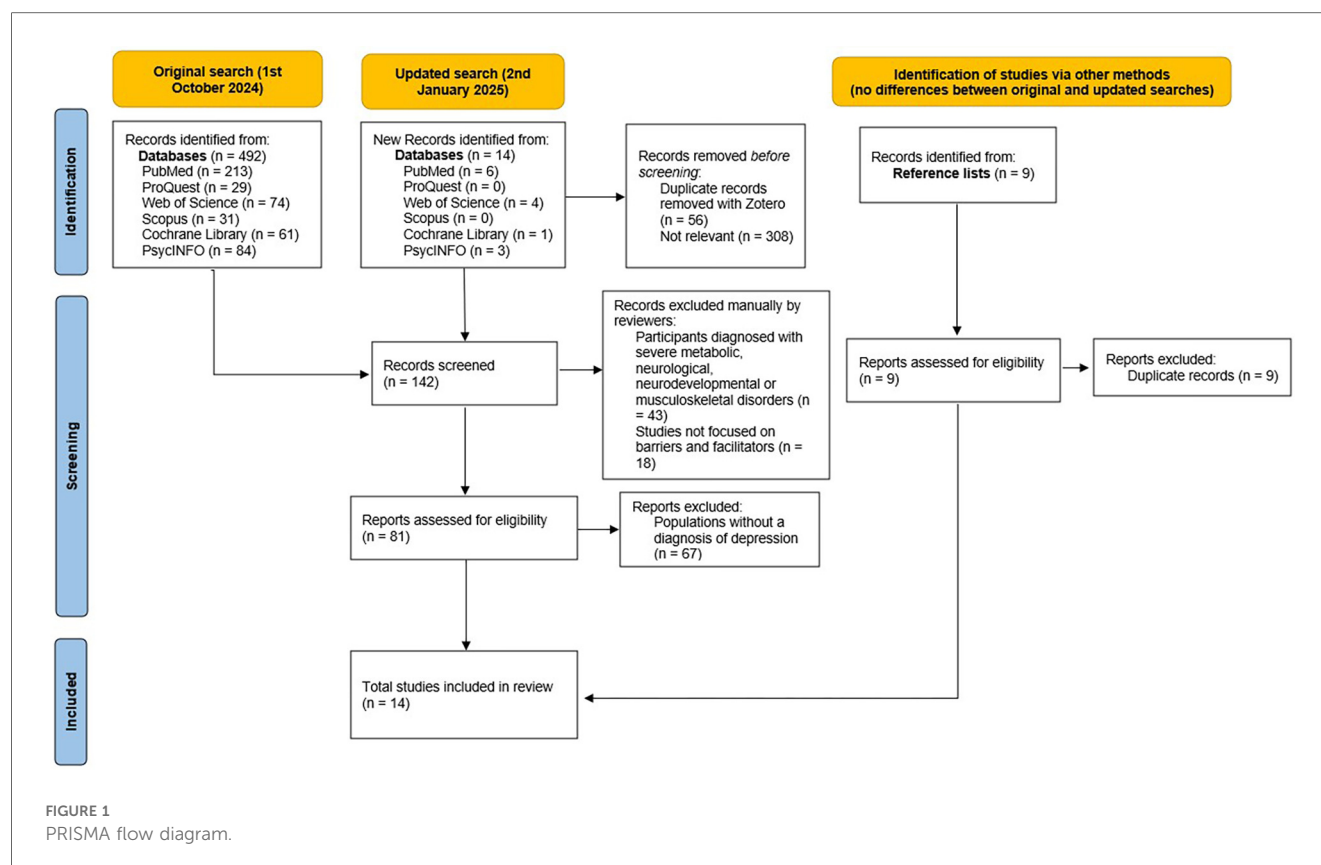 Original search (1st
October 2024)
Updated search (2nd
January 2025)
Identification of studies via other methods
(no differences between original and updated searches)
Identification
Records identified from:
Databases (n = 492)
PubMed (n = 213)
ProQuest (n = 29)
Web of Science (n = 74)
Scopus (n = 31)
Cochrane Library (n = 61)
PsycINFO (n = 84)
New Records identified from:
Databases (n = 14)
PubMed (n = 6)
ProQuest (n = 0)
Web of Science (n = 4)
Scopus (n = 0)
Cochrane Library (n = 1)
PsycINFO (n = 3)
Records removed before
screening:
Duplicate records
removed with Zotero
(n = 56)
Not relevant (n = 308)
Records identified from:
Reference lists (n = 9)
Screening
Records screened
(n = 142)
Records excluded manually by
reviewers:
Participants diagnosed with
severe metabolic,
neurological,
neurodevelopmental or
musculoskeletal disorders (n
= 43)
Studies not focused on
barriers and facilitators (n =
18)
Reports assessed for eligibility
(n = 9)
Reports excluded:
Duplicate records (n = 9)
Reports assessed for eligibility
(n = 81)
Reports excluded:
Populations without a
diagnosis of depression
(n = 67)
Included
Total studies included in review
(n = 14)
FIGURE 1
PRISMA flow diagram.